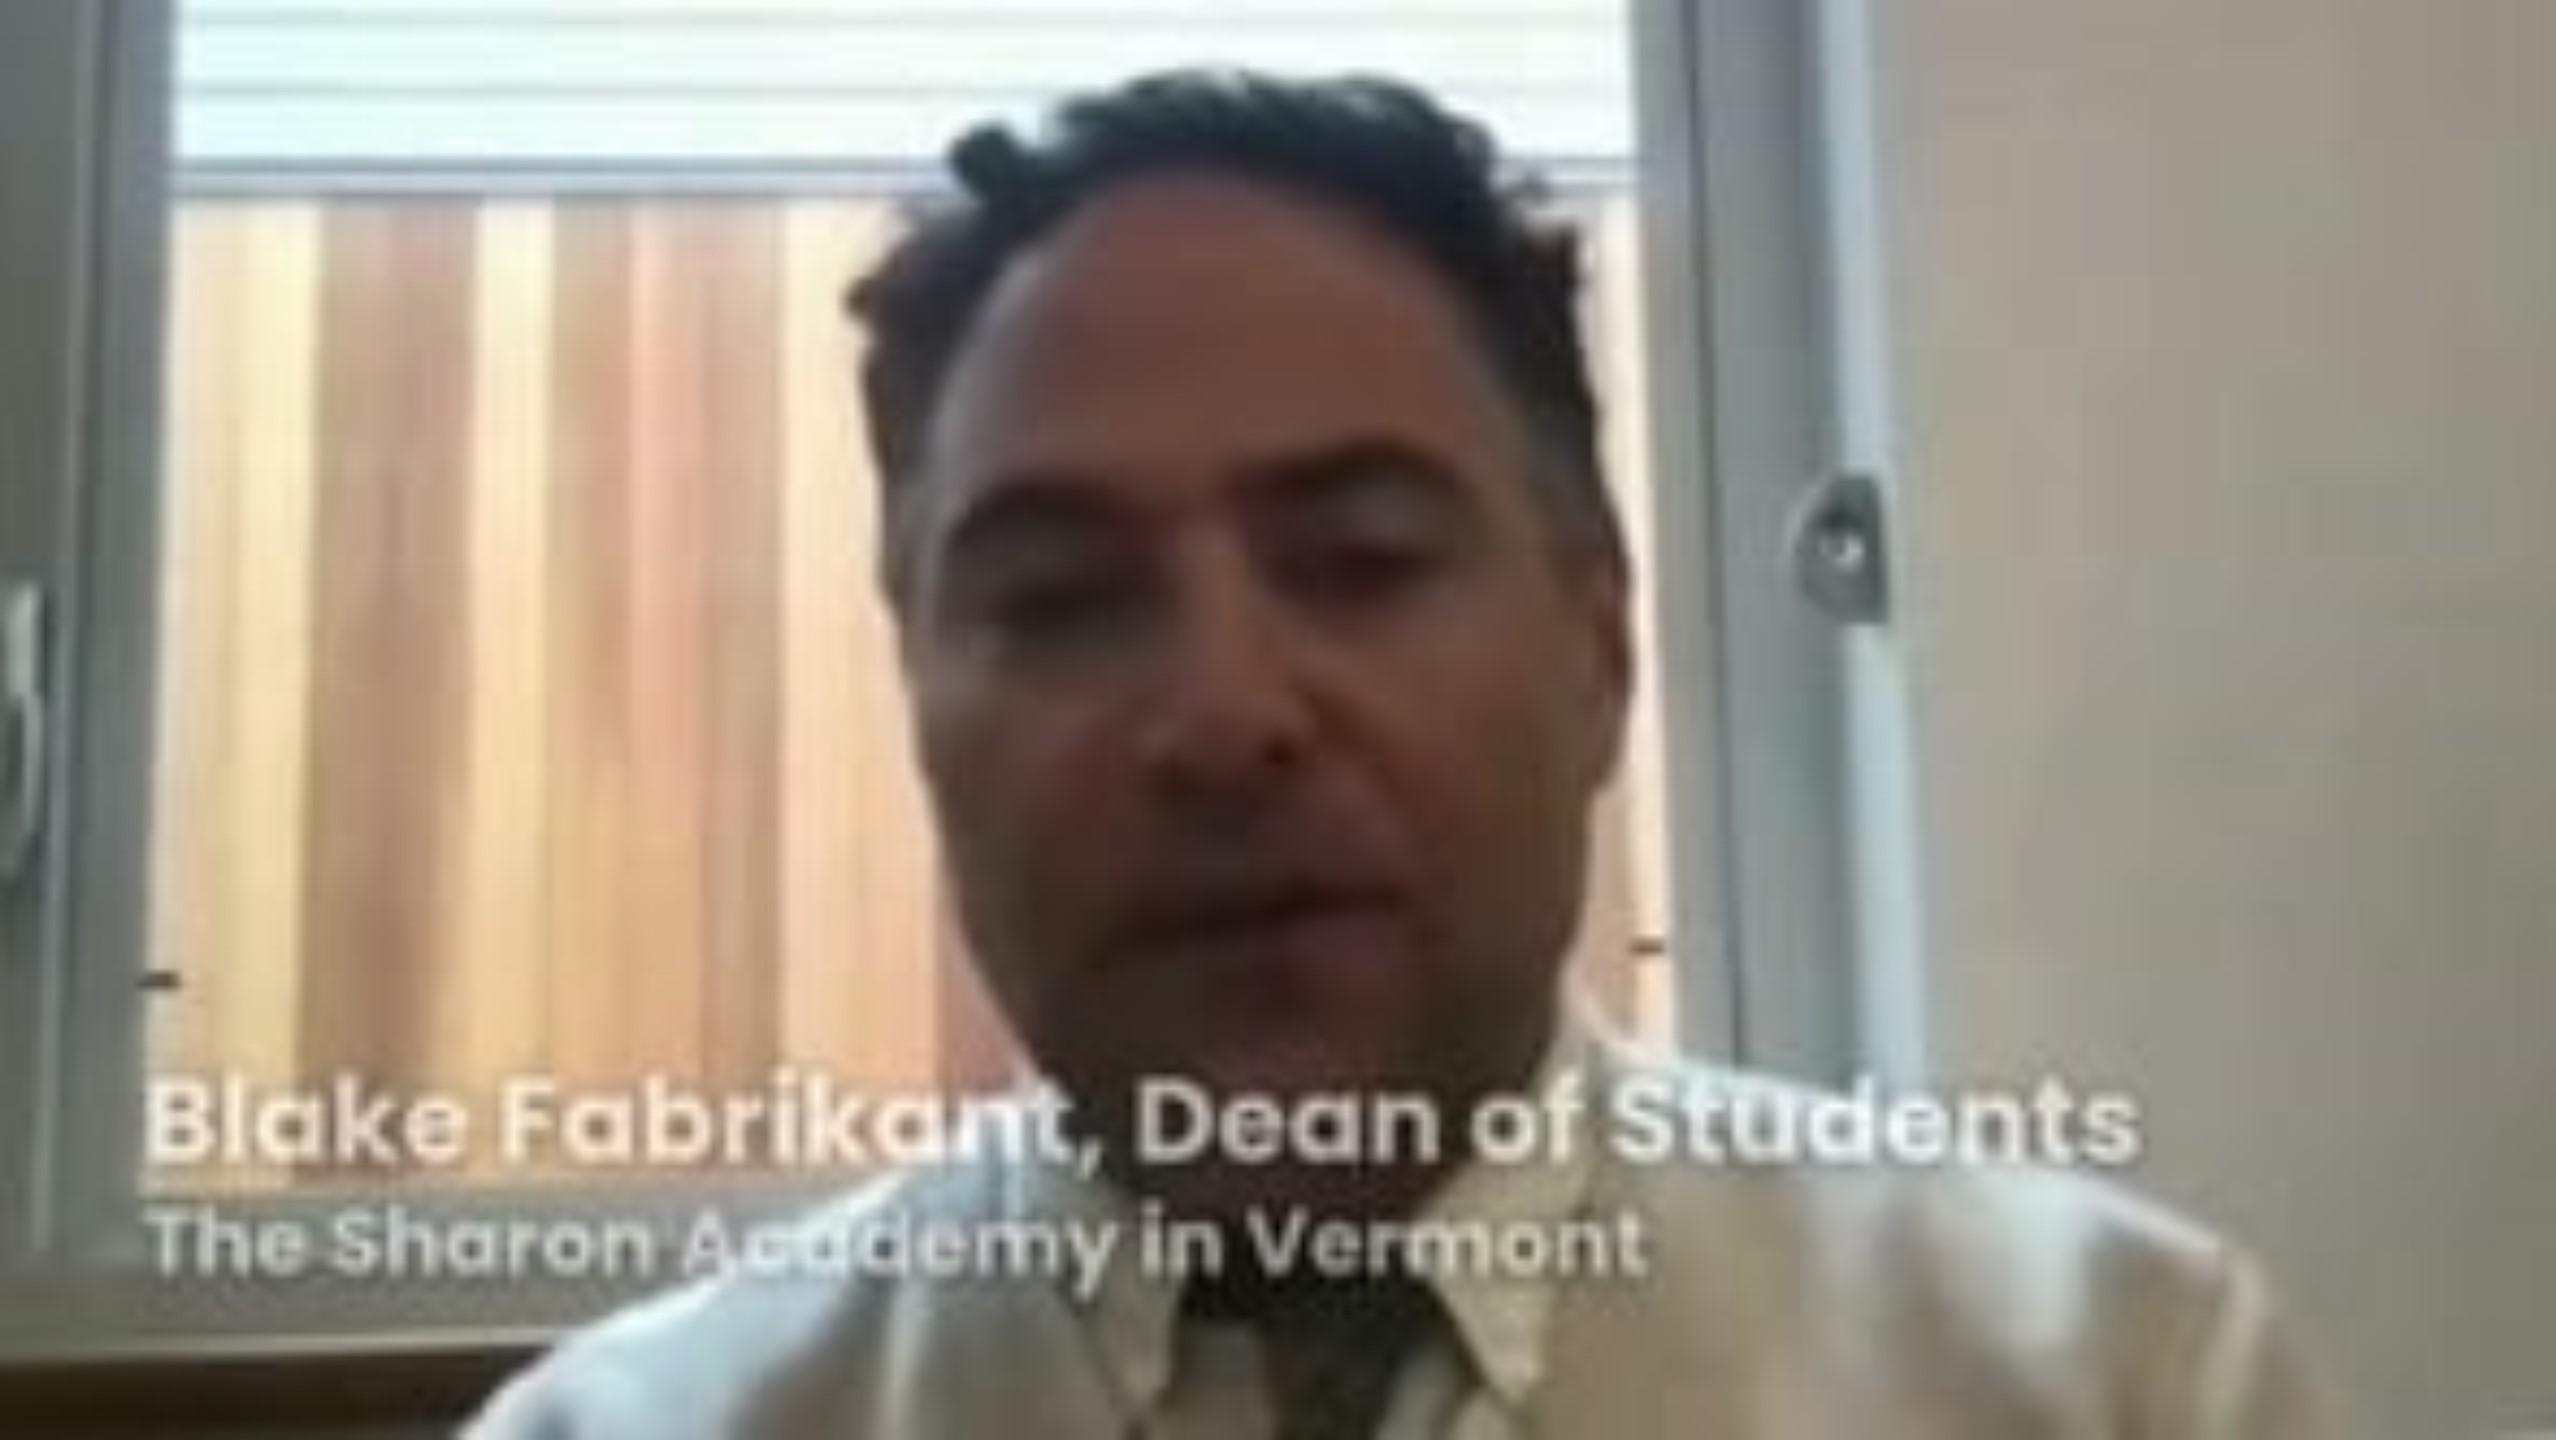 Blake Fabrikant, Dean of Students
The Sharon Academy in Vermont